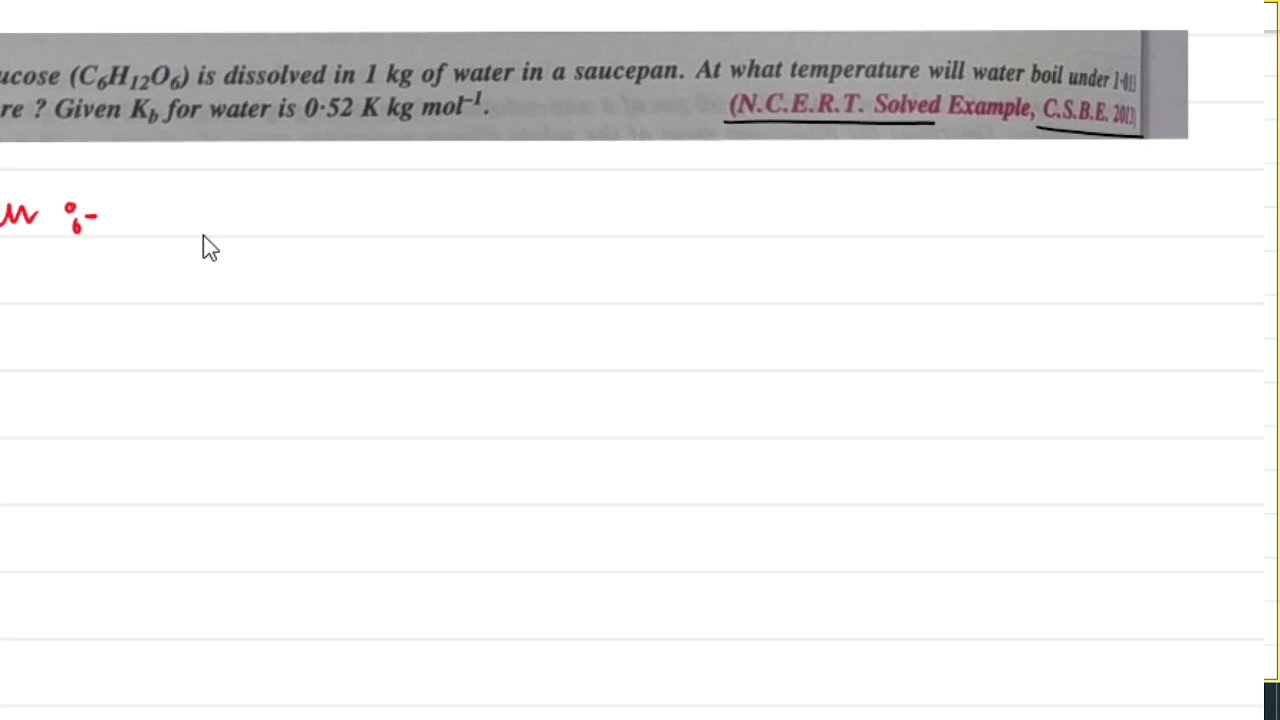 ucose (C₆H₁₂O₆) is dissolved in 1 kg of water in a saucepan. At what temperature will water boil under
re ? Given K_b for water is 0·52 K kg mol⁻¹. (N.C.E.R.T. Solved Example, C.S.B.E.
:-